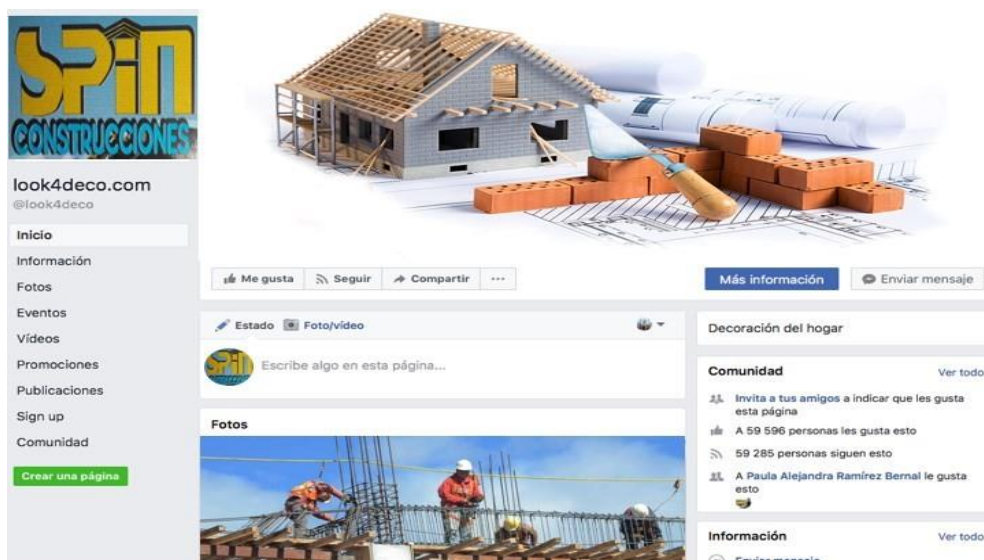 SPiN
CONSTRUCCIONES
look4deco.com
@look4deco
Inicio
Información
Fotos
Eventos
Vídeos
Promociones
Publicaciones
Sign up
Comunidad
Crear una página
Me gusta
Seguir
Compartir
...
Más información
Enviar mensaje
Estado
Foto/vídeo
Escribe algo en esta página...
Fotos
Decoración del hogar
Comunidad
Ver todo
Invita a tus amigos a indicar que les gusta
esta página
A 59 596 personas les gusta esto
59 285 personas siguen esto
A Paula Alejandra Ramírez Bernal le gusta
esto
Información
Ver todo
Enviar mensaje